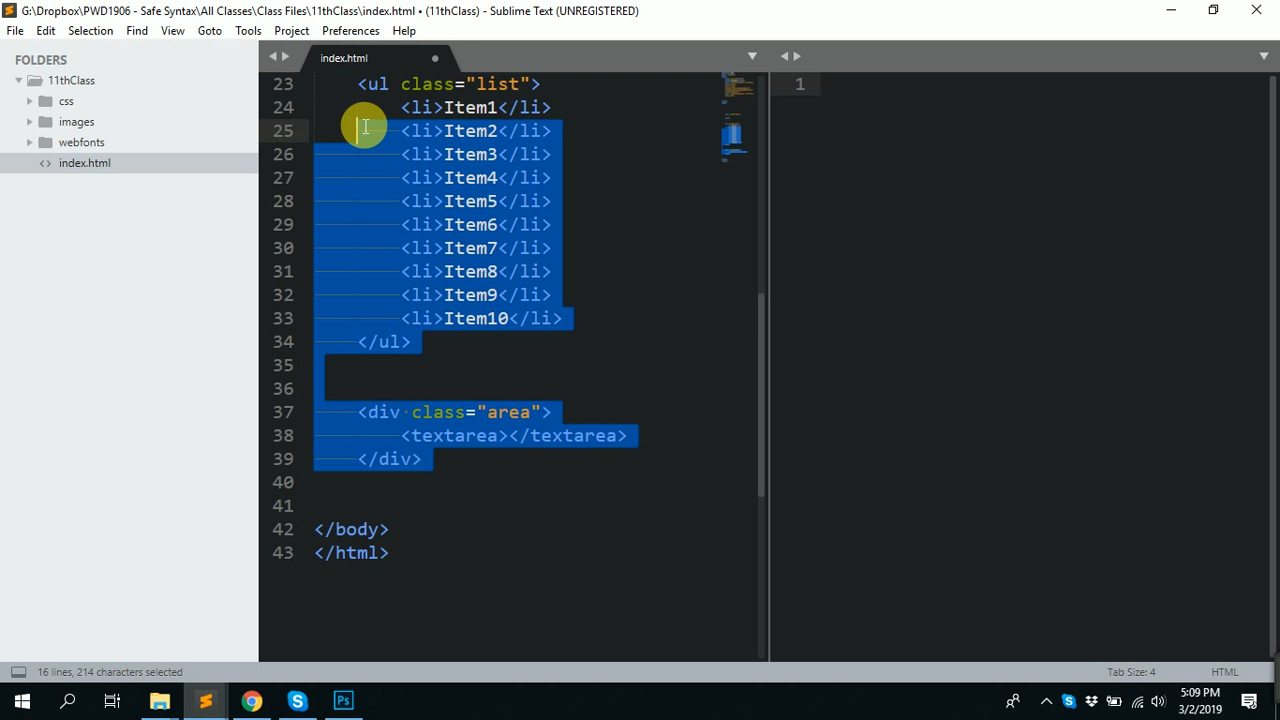 G:\Dropbox\PWD1906 - Safe Syntax\All Classes\Class Files\11thClass\index.html • (11thClass) - Sublime Text (UNREGISTERED)
File Edit Selection Find View Goto Tools Project Preferences Help
FOLDERS
11thClass
css
images
webfonts
<> index.html
index.html
23 <ul class="list">
24 <li>Item1</li>
25 <li>Item2</li>
26 <li>Item3</li>
27 <li>Item4</li>
28 <li>Item5</li>
29 <li>Item6</li>
30 <li>Item7</li>
31 <li>Item8</li>
32 <li>Item9</li>
33 <li>Item10</li>
34 </ul>
35
36
37 <div class="area">
38 <textarea></textarea>
39 </div>
40
41
42 </body>
43 </html>
1
16 lines, 214 characters selected
Tab Size: 4
HTML
Ps
5:09 PM
3/2/2019